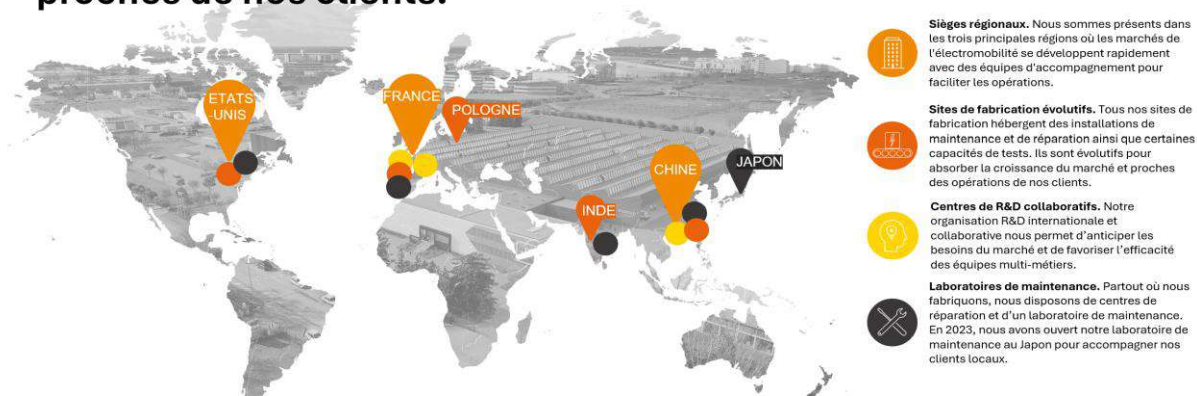 proches de nos clients.
ETATS
-UNIS
FRANCE
POLOGNE
INDE
CHINE
JAPON
Sièges régionaux. Nous sommes présents dans
les trois principales régions où les marchés de
l'électromobilité se développent rapidement
avec des équipes d'accompagnement pour
faciliter les opérations.
Sites de fabrication évolutifs. Tous nos sites de
fabrication hébergent des installations de
maintenance et de réparation ainsi que certaines
capacités de tests. Ils sont évolutifs pour
absorber la croissance du marché et proches
des opérations de nos clients.
Centres de R&D collaboratifs. Notre
organisation R&D internationale et
collaborative nous permet d’anticiper les
besoins du marché et de favoriser l’efficacité
des équipes multi-métiers.
Laboratoires de maintenance. Partout où nous
fabriquons, nous disposons de centres de
réparation et d’un laboratoire de maintenance.
En 2023, nous avons ouvert notre laboratoire de
maintenance au Japon pour accompagner nos
clients locaux.